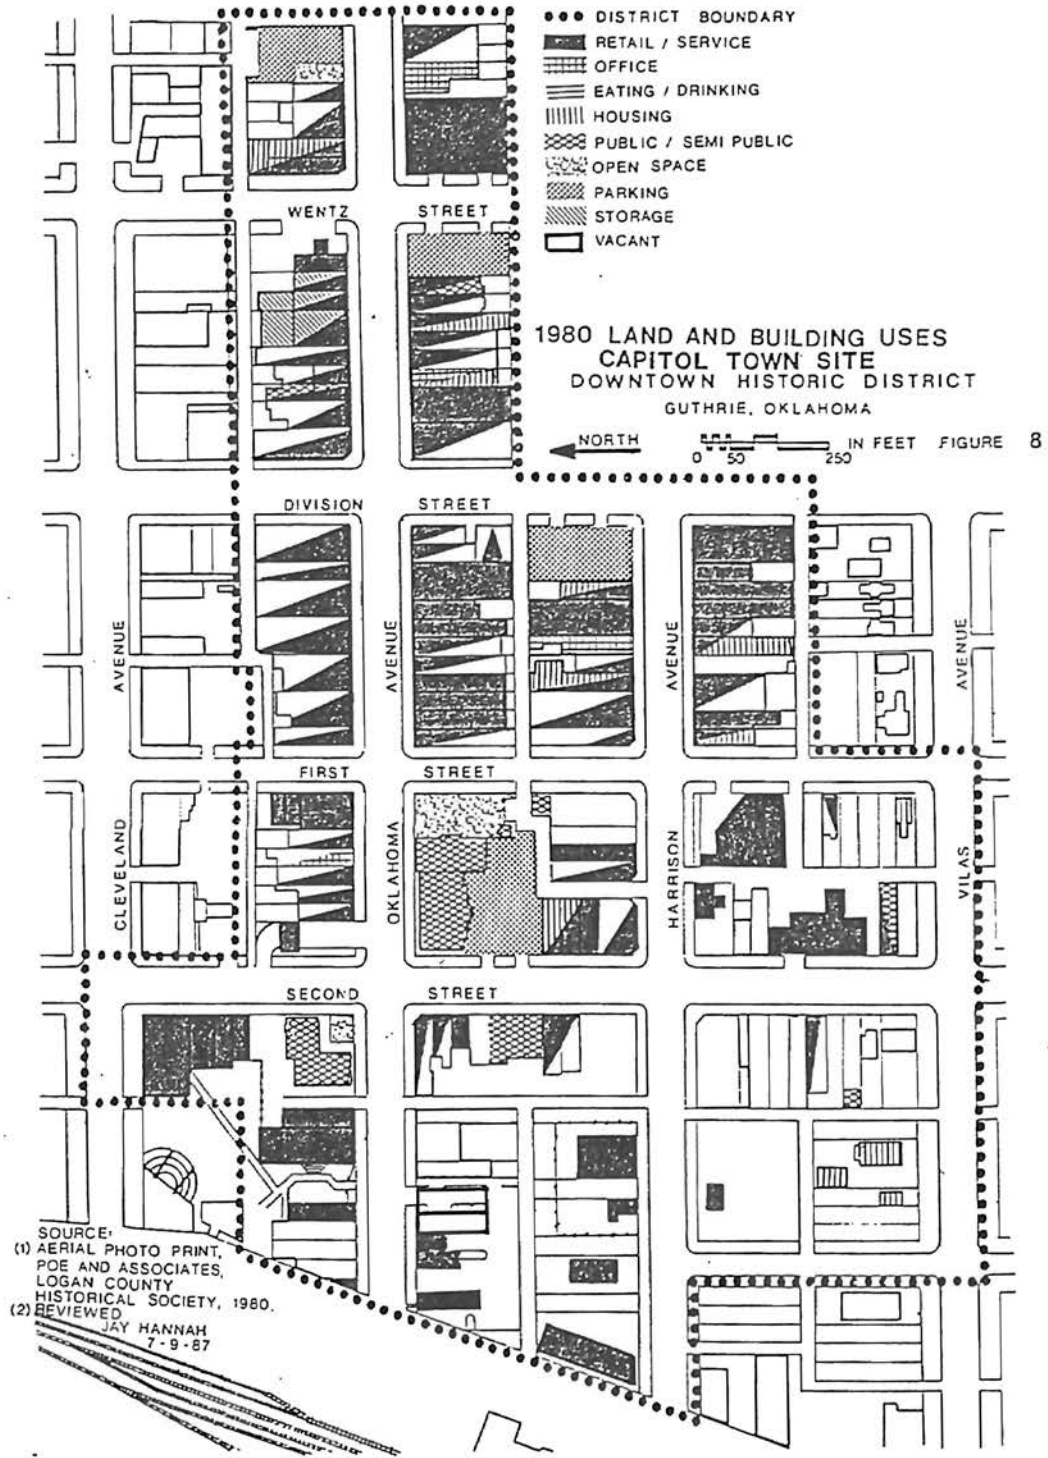 DISTRICT BOUNDARY
RETAIL / SERVICE
OFFICE
EATING / DRINKING
HOUSING
PUBLIC / SEMI PUBLIC
OPEN SPACE
PARKING
STORAGE
VACANT
WENTZ STREET
1980 LAND AND BUILDING USES
CAPITOL TOWN SITE
DOWNTOWN HISTORIC DISTRICT
GUTHRIE, OKLAHOMA
NORTH
0 50 250
IN FEET FIGURE 8
DIVISION STREET
AVENUE
AVENUE
AVENUE
AVENUE
FIRST STREET
CLEVELAND
OKLAHOMA
HARRISON
VILAS
SECOND STREET
SOURCE:
(1) AERIAL PHOTO PRINT,
POE AND ASSOCIATES,
LOGAN COUNTY
HISTORICAL SOCIETY, 1980.
(2) REVIEWED
JAY HANNAH
7-9-87